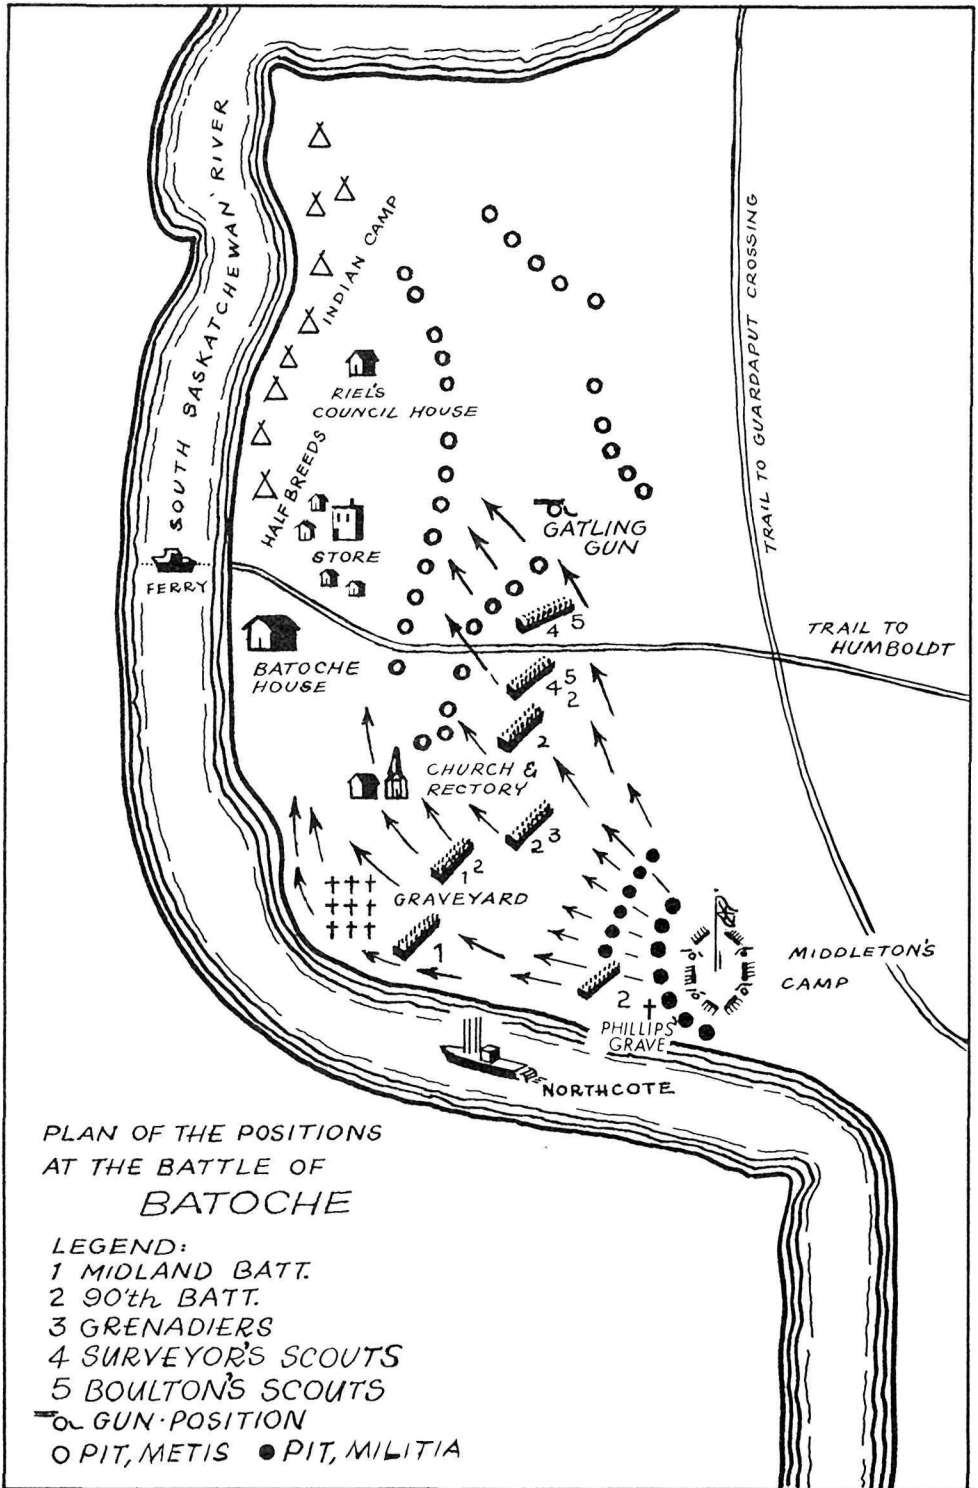 SOUTH SASKATCHEWAN RIVER
INDIAN CAMP
TRAIL TO GUARDAPUT CROSSING
RIEL'S
COUNCIL HOUSE
HALF BREEDS
STORE
GATLING
GUN
FERRY
4 5
TRAIL TO
HUMBOLDT
BATOCHE
HOUSE
4 5
2
2
CHURCH &
RECTORY
2 3
1 2
GRAVEYARD
1
MIDDLETON'S
CAMP
2
PHILLIPS'
GRAVE
NORTHCOTE
PLAN OF THE POSITIONS
AT THE BATTLE OF
BATOCHE
LEGEND:
1 MIDLAND BATT.
2 90'th BATT.
3 GRENADIERS
4 SURVEYOR'S SCOUTS
5 BOULTON'S SCOUTS
GUN·POSITION
PIT, METIS PIT, MILITIA